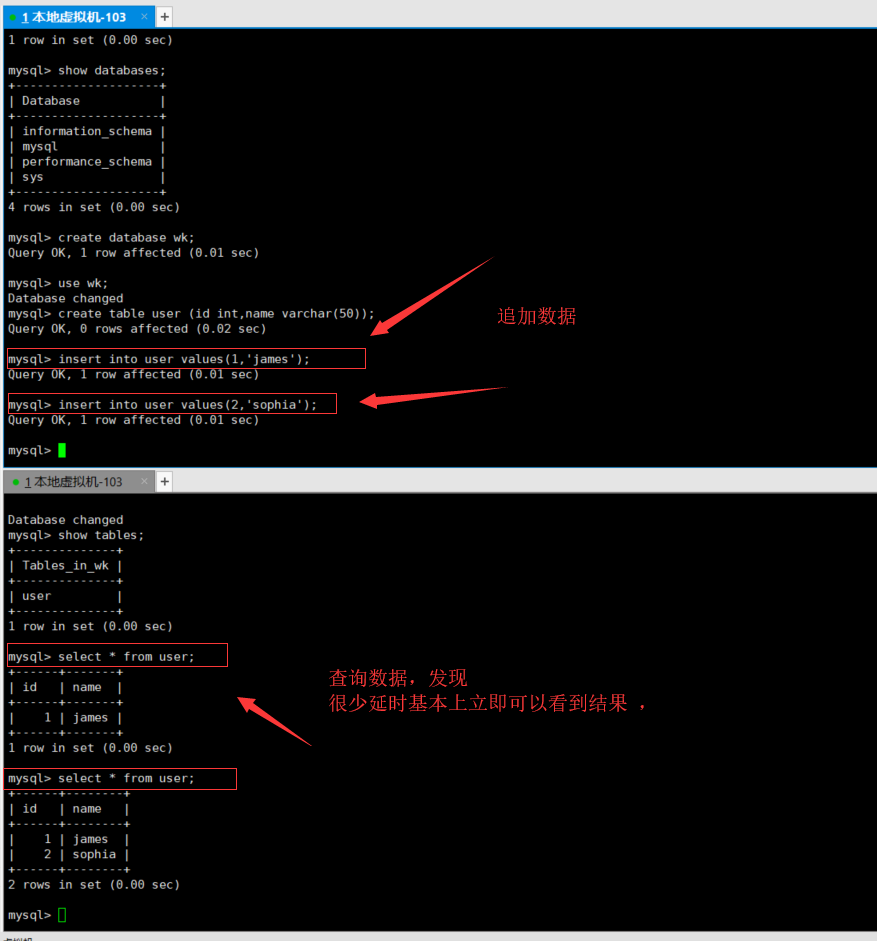 1 本地虚拟机-103 × +
1 row in set (0.00 sec)
mysql> show databases;
+--------------------+
| Database           |
+--------------------+
| information_schema |
| mysql              |
| performance_schema |
| sys                |
+--------------------+
4 rows in set (0.00 sec)
mysql> create database wk;
Query OK, 1 row affected (0.01 sec)
mysql> use wk;
Database changed
mysql> create table user (id int,name varchar(50));
Query OK, 0 rows affected (0.02 sec)
追加数据
mysql> insert into user values(1,'james');
Query OK, 1 row affected (0.01 sec)
mysql> insert into user values(2,'sophia');
Query OK, 1 row affected (0.01 sec)
mysql>
1 本地虚拟机-103 × +
Database changed
mysql> show tables;
+--------------+
| Tables_in_wk |
+--------------+
| user         |
+--------------+
1 row in set (0.00 sec)
mysql> select * from user;
+------+-------+
| id   | name  |
+------+-------+
|    1 | james |
+------+-------+
1 row in set (0.00 sec)
查询数据，发现
很少延时基本上立即可以看到结果 ，
mysql> select * from user;
+------+--------+
| id   | name   |
+------+--------+
|    1 | james  |
|    2 | sophia |
+------+--------+
2 rows in set (0.00 sec)
mysql>